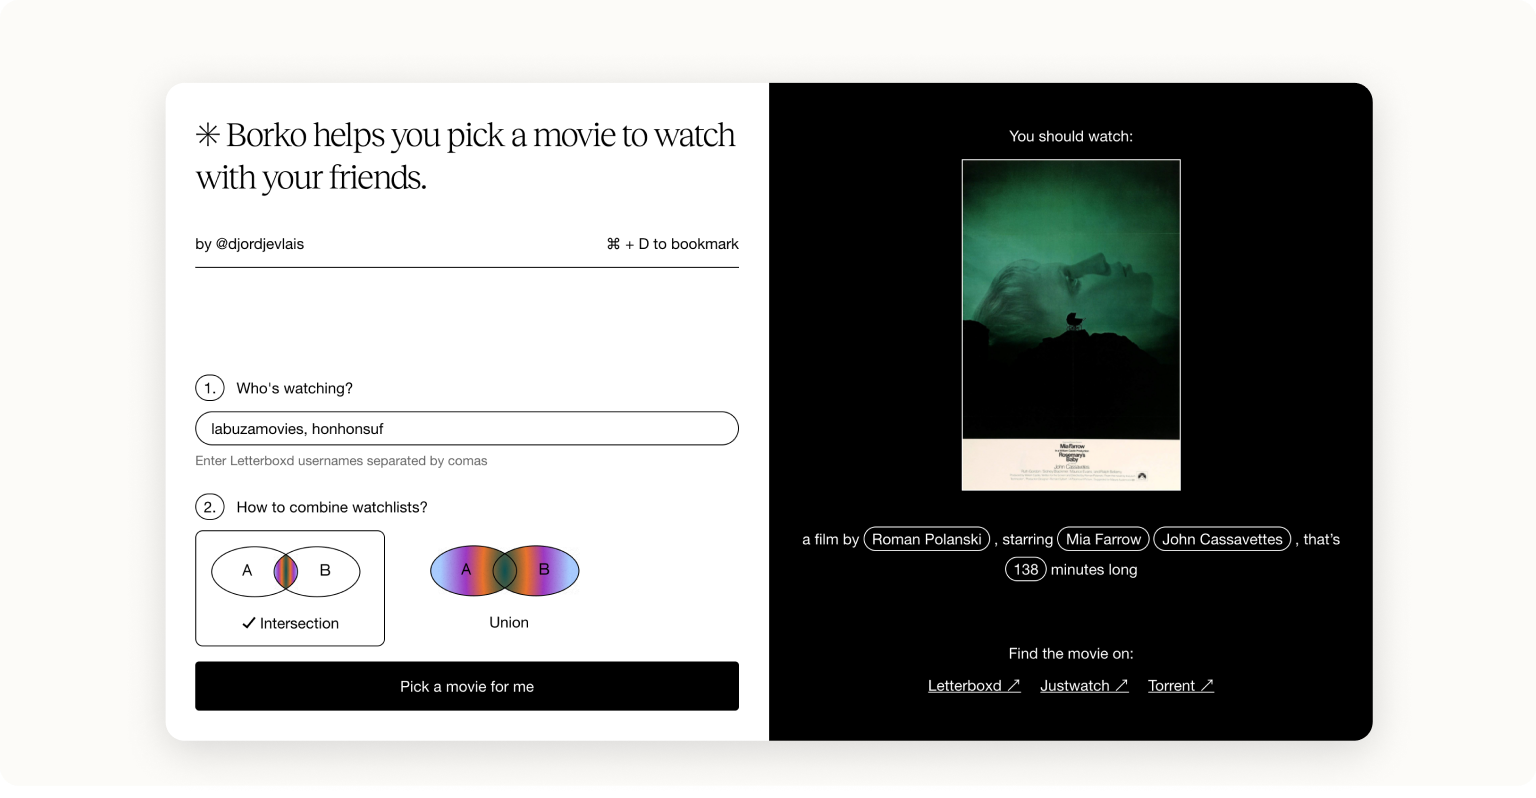 ✳ Borko helps you pick a movie to watch
with your friends.
by @djordjevlais
⌘ + D to bookmark
1. Who's watching?
labuzamovies, honhonsuf
Enter Letterboxd usernames separated by comas
2. How to combine watchlists?
A B
✓ Intersection
A B
Union
Pick a movie for me
You should watch:
Mia Farrow
Rosemary's
Baby
John Cassavetes
a film by Roman Polanski , starring Mia Farrow John Cassavettes , that's
138 minutes long
Find the movie on:
Letterboxd ↗ Justwatch ↗ Torrent ↗